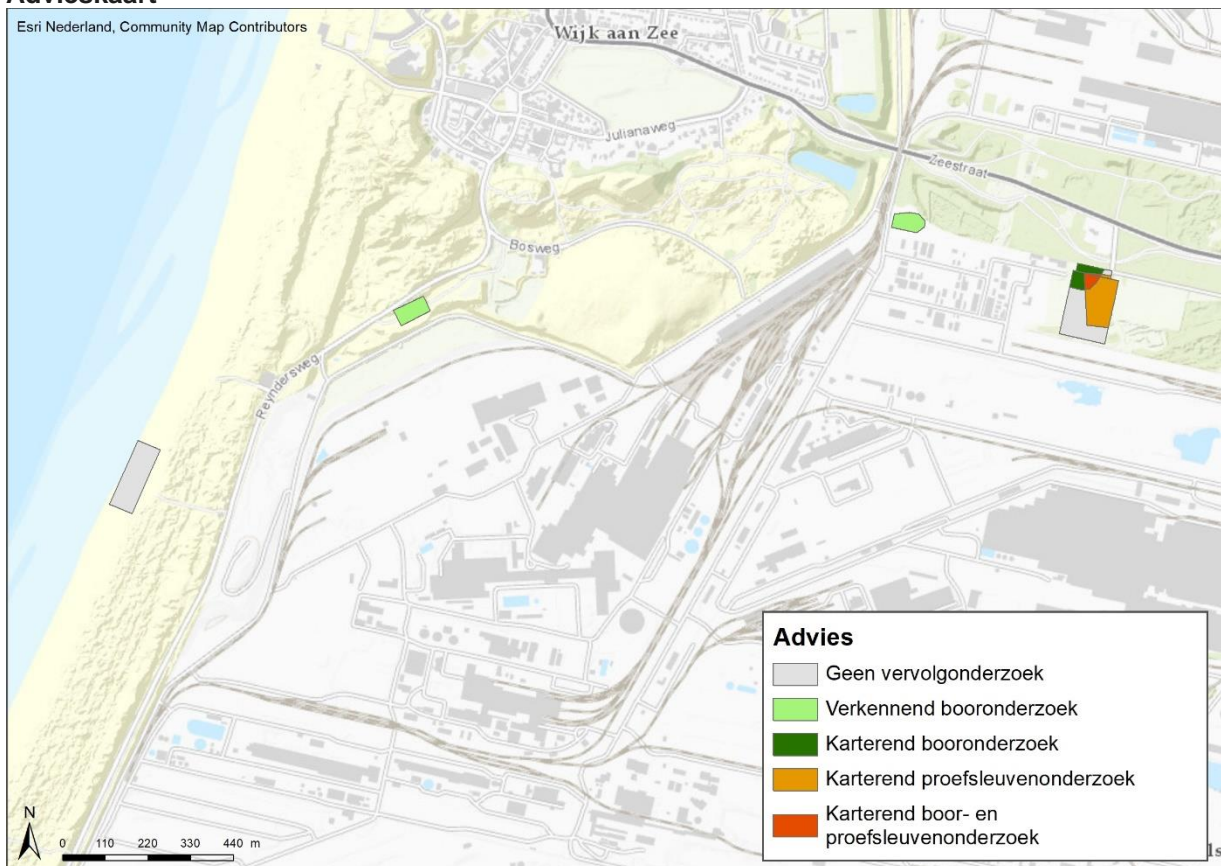 Advieskaart
Esri Nederland, Community Map Contributors
Wijk aan Zee
Julianaweg
Zeestraat
Bosweg
Reyndersweg
Advies
Geen vervolgonderzoek
Verkennend booronderzoek
Karterend booronderzoek
Karterend proefsleuvenonderzoek
Karterend boor- en
proefsleuvenonderzoek
N
0 110 220 330 440 m